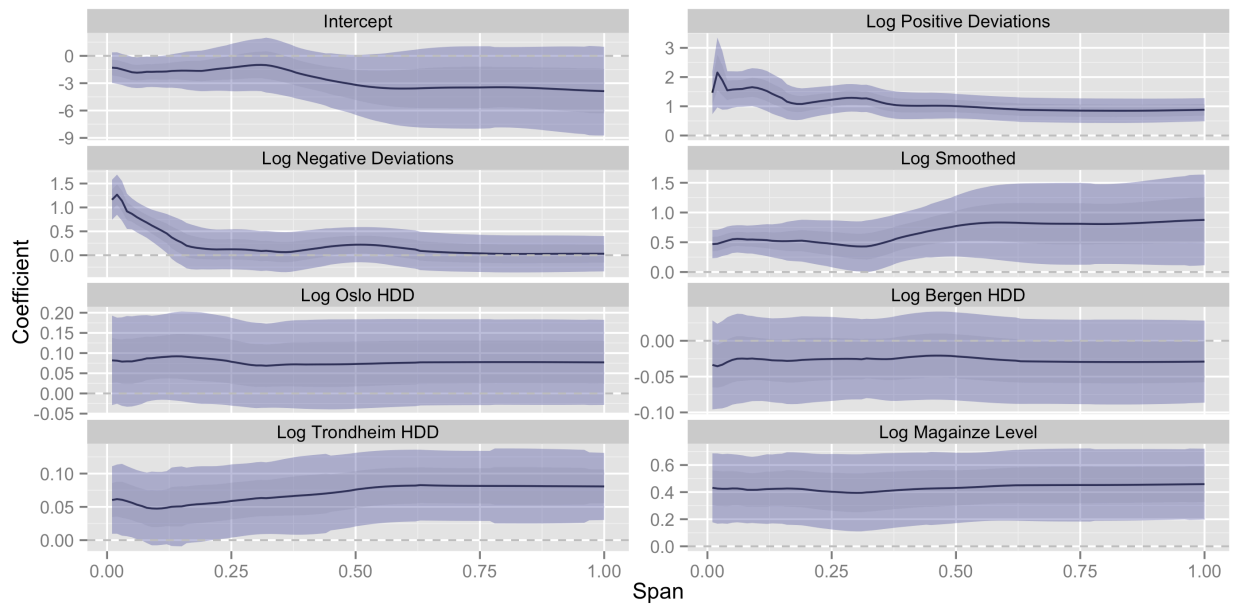 Intercept
0
-3
-6
-9
Log Positive Deviations
3
2
1
0
Log Negative Deviations
1.5
1.0
0.5
0.0
Log Smoothed
1.5
1.0
0.5
0.0
Log Oslo HDD
0.20
0.15
0.10
0.05
0.00
-0.05
Log Bergen HDD
0.00
-0.05
-0.10
Log Trondheim HDD
0.10
0.05
0.00
Log Magainze Level
0.6
0.4
0.2
0.0
0.00 0.25 0.50 0.75 1.00
0.00 0.25 0.50 0.75 1.00
Coefficient
Span